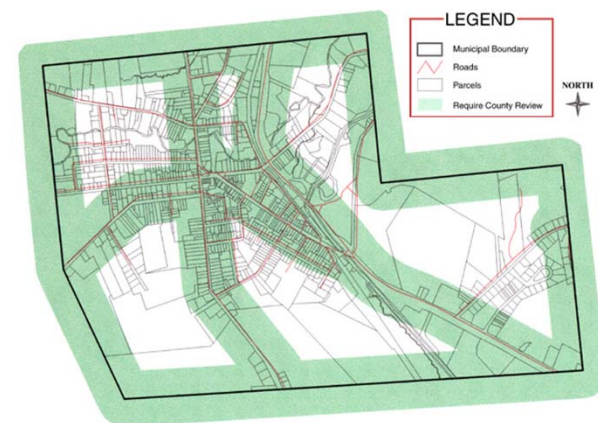 LEGEND
Municipal Boundary
Roads
Parcels
Require County Review
NORTH